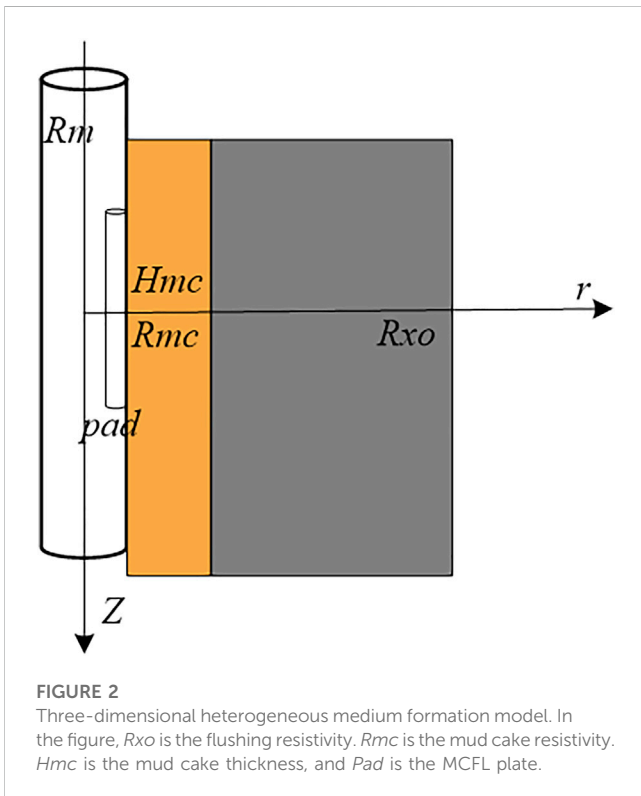 Rm
Hmc
r
Rmc
Rxo
pad
Z
FIGURE 2
Three-dimensional heterogeneous medium formation model. In
the figure, Rxo is the flushing resistivity. Rmc is the mud cake resistivity.
Hmc is the mud cake thickness, and Pad is the MCFL plate.